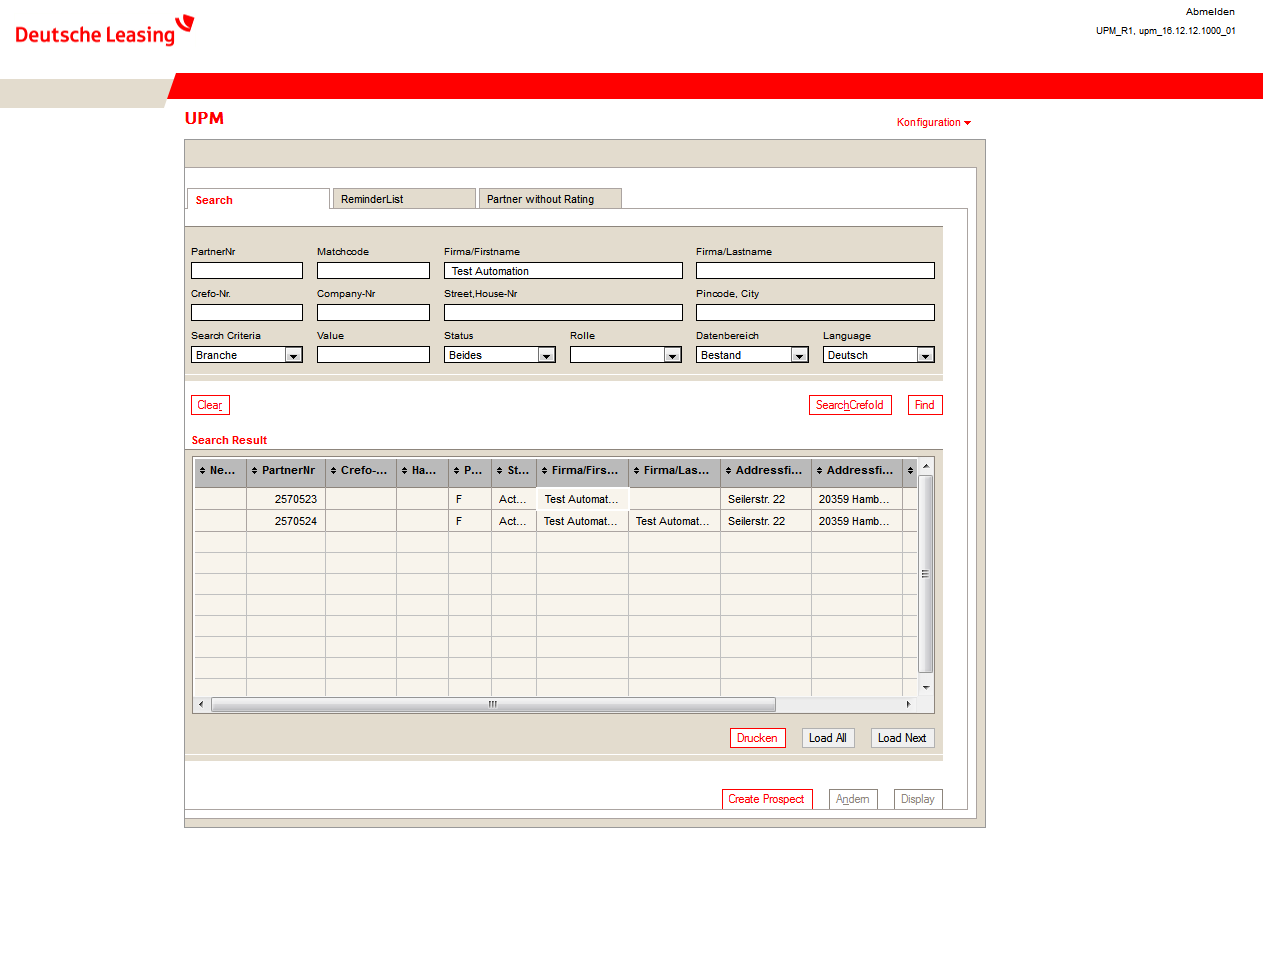 Abmelden
Deutsche Leasing
UPM_R1, upm_16.12.12.1000_01
UPM
Konfiguration
Search ReminderList Partner without Rating
PartnerNr Matchcode Firma/Firstname Firma/Lastname
Test Automation
Crefo-Nr. Company-Nr Street,House-Nr Pincode, City
Search Criteria Value Status Rolle Datenbereich Language
Branche Beides Bestand Deutsch
Clear SearchCrefoId Find
Search Result
Ne... PartnerNr Crefo-... Ha... P... St... Firma/Firs... Firma/Las... Addressfi... Addressfi...
2570523 F Act... Test Automat... Seilerstr. 22 20359 Hamb...
2570524 F Act... Test Automat... Test Automat... Seilerstr. 22 20359 Hamb...
Drucken Load All Load Next
Create Prospect Ändern Display